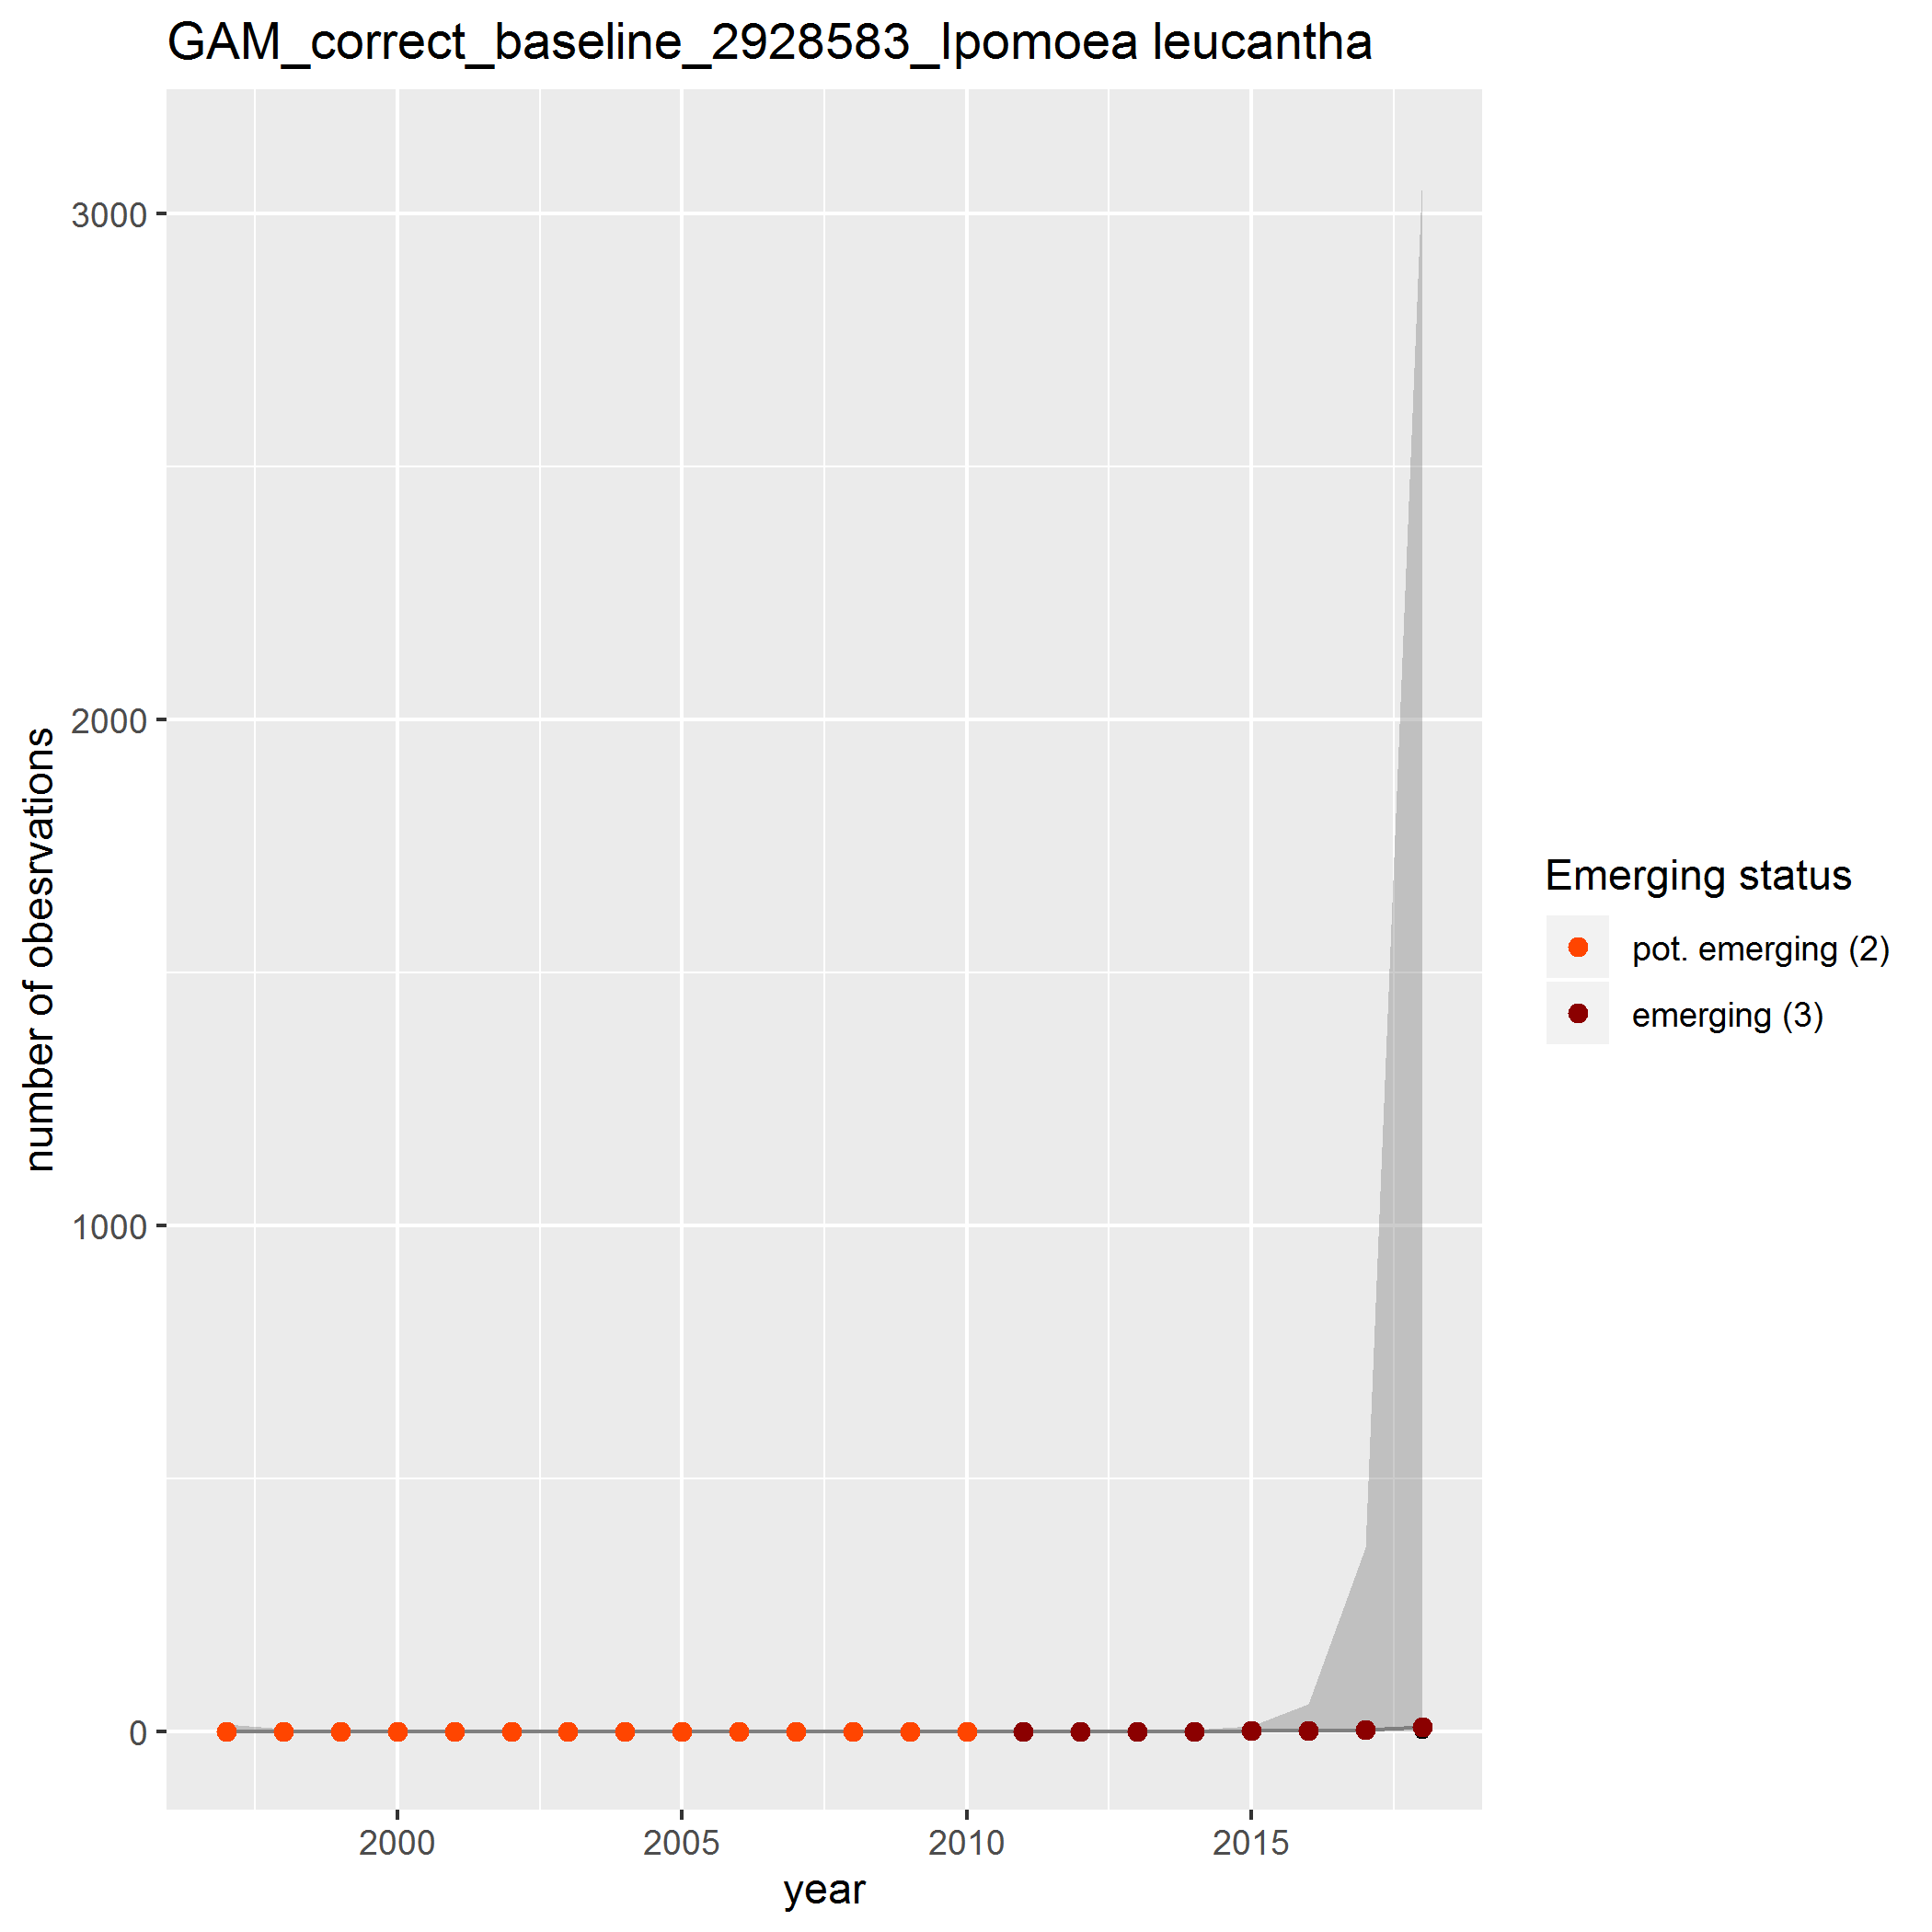 GAM_correct_baseline_2928583_Ipomoea leucantha
number of obesrvations
3000
2000
1000
0
2000
2005
2010
2015
year
Emerging status
pot. emerging (2)
emerging (3)